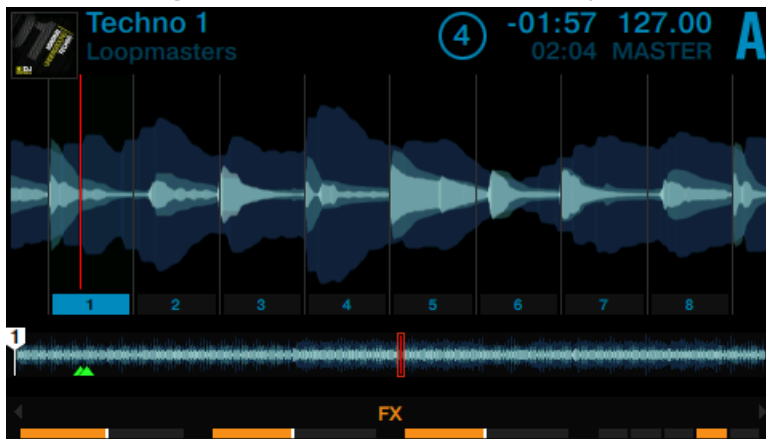 Techno 1
Loopmasters
4
-01:57 127.00
02:04 MASTER
A
1 2 3 4 5 6 7 8
1
FX